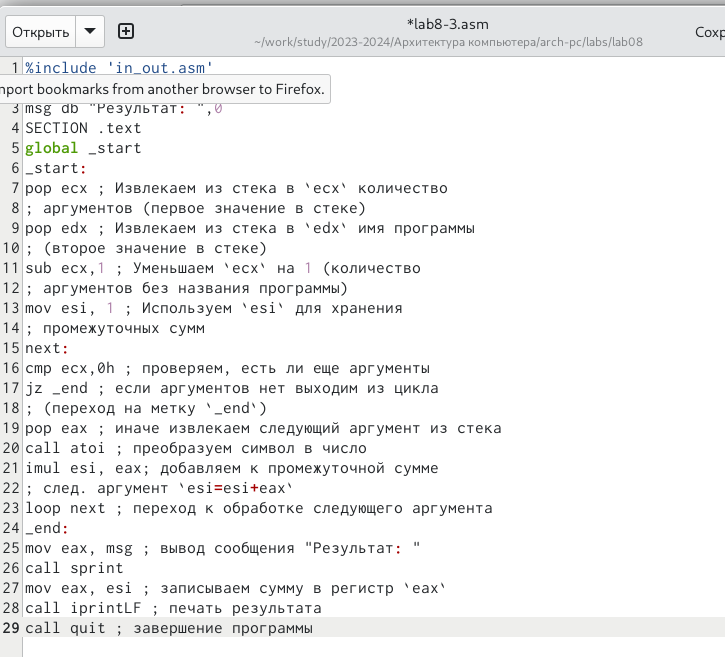 Открыть
*lab8-3.asm
~/work/study/2023-2024/Архитектура компьютера/arch-pc/labs/lab08
1 %include 'in_out.asm'
mport bookmarks from another browser to Firefox.
3 msg db "Результат: ",0
4 SECTION .text
5 global _start
6 _start:
7 pop ecx ; Извлекаем из стека в `ecx` количество
8 ; аргументов (первое значение в стеке)
9 pop edx ; Извлекаем из стека в `edx` имя программы
10 ; (второе значение в стеке)
11 sub ecx,1 ; Уменьшаем `ecx` на 1 (количество
12 ; аргументов без названия программы)
13 mov esi, 1 ; Используем `esi` для хранения
14 ; промежуточных сумм
15 next:
16 cmp ecx,0h ; проверяем, есть ли еще аргументы
17 jz _end ; если аргументов нет выходим из цикла
18 ; (переход на метку `_end`)
19 pop eax ; иначе извлекаем следующий аргумент из стека
20 call atoi ; преобразуем символ в число
21 imul esi, eax; добавляем к промежуточной сумме
22 ; след. аргумент `esi=esi+eax`
23 loop next ; переход к обработке следующего аргумента
24 _end:
25 mov eax, msg ; вывод сообщения "Результат: "
26 call sprint
27 mov eax, esi ; записываем сумму в регистр `eax`
28 call iprintLF ; печать результата
29 call quit ; завершение программы